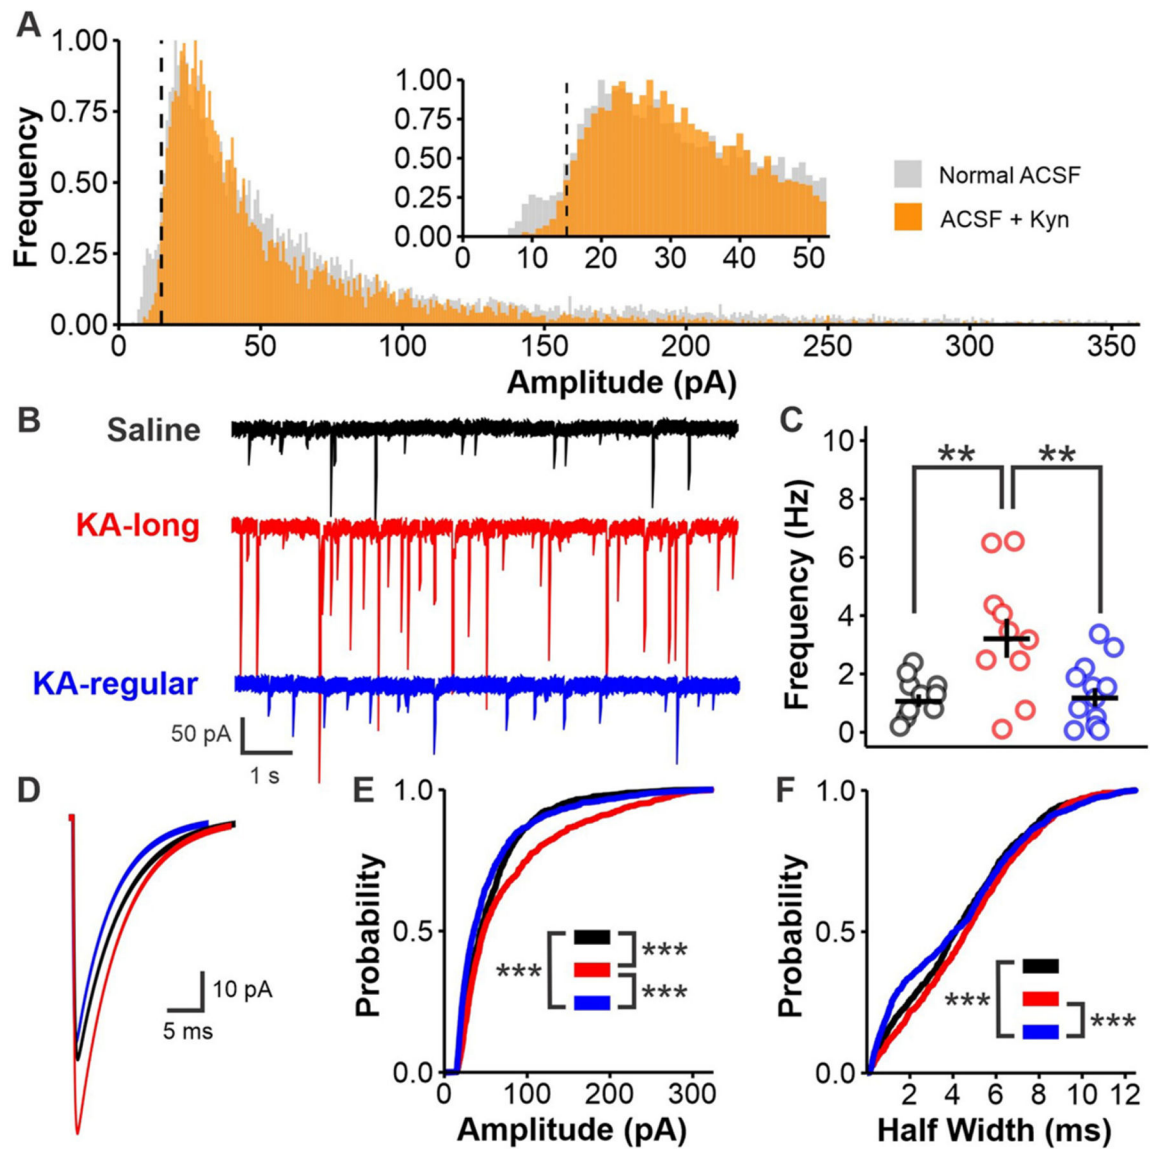 A
Frequency
1.00
0.75
0.50
0.25
0.00
0 50 100 150 200 250 300 350
Amplitude (pA)
1.00
0.75
0.50
0.25
0.00
0 10 20 30 40 50
Normal ACSF
ACSF + Kyn
B
Saline
KA-long
KA-regular
50 pA
1 s
C
Frequency (Hz)
10
8
6
4
2
0
** **
D
10 pA
5 ms
E
Probability
1.0
0.5
0.0
***
***
***
0 100 200 300
Amplitude (pA)
F
Probability
1.0
0.5
0.0
***
***
2 4 6 8 10 12
Half Width (ms)